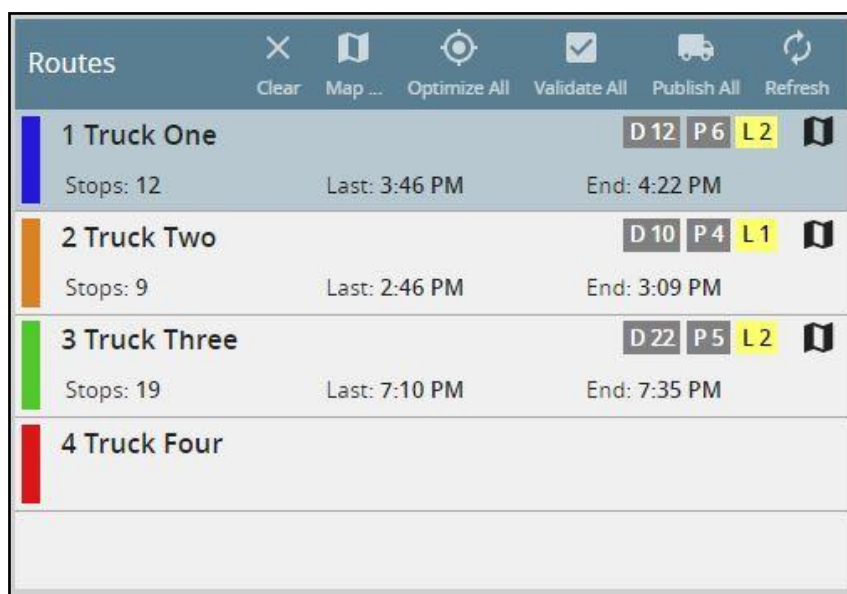 Routes
Clear Map ... Optimize All Validate All Publish All Refresh
1 Truck One D 12 P 6 L 2
Stops: 12 Last: 3:46 PM End: 4:22 PM
2 Truck Two D 10 P 4 L 1
Stops: 9 Last: 2:46 PM End: 3:09 PM
3 Truck Three D 22 P 5 L 2
Stops: 19 Last: 7:10 PM End: 7:35 PM
4 Truck Four